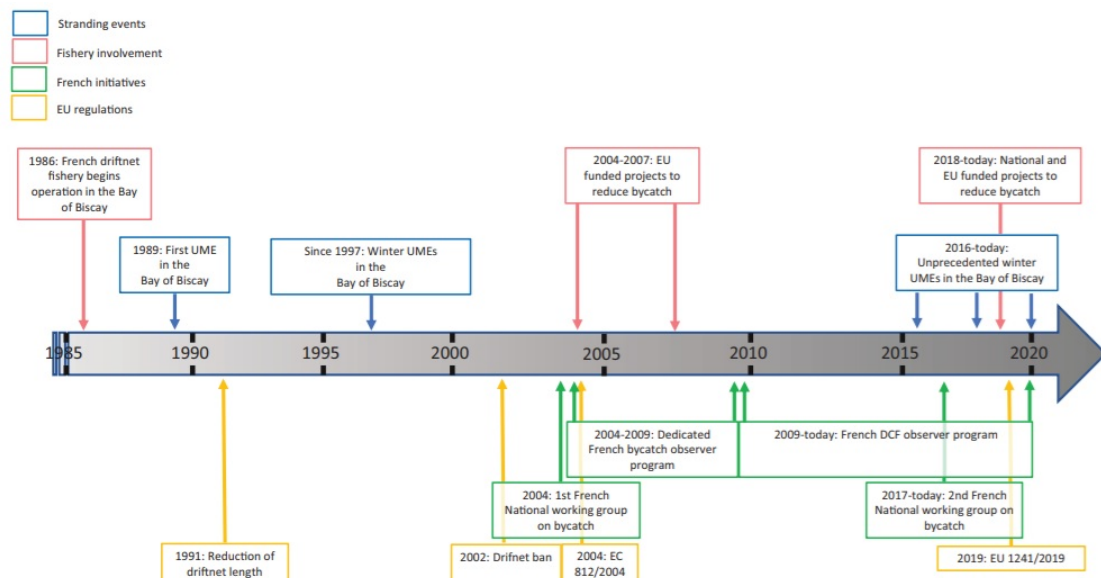 Stranding events
Fishery involvement
French initiatives
EU regulations
1986: French driftnet
fishery begins
operation in the Bay
of Biscay
2004-2007: EU
funded projects to
reduce bycatch
2018-today: National and
EU funded projects to
reduce bycatch
1989: First UME
in the
Bay of Biscay
Since 1997: Winter UMEs
in the
Bay of Biscay
2016-today:
Unprecedented winter
UMEs in the Bay of Biscay
1985
1990
1995
2000
2005
2010
2015
2020
2004-2009: Dedicated
French bycatch observer
program
2009-today: French DCF observer program
2004: 1st French
National working group
on bycatch
2017-today: 2nd French
National working group on
bycatch
1991: Reduction of
driftnet length
2002: Drifnet ban
2004: EC
812/2004
2019: EU 1241/2019